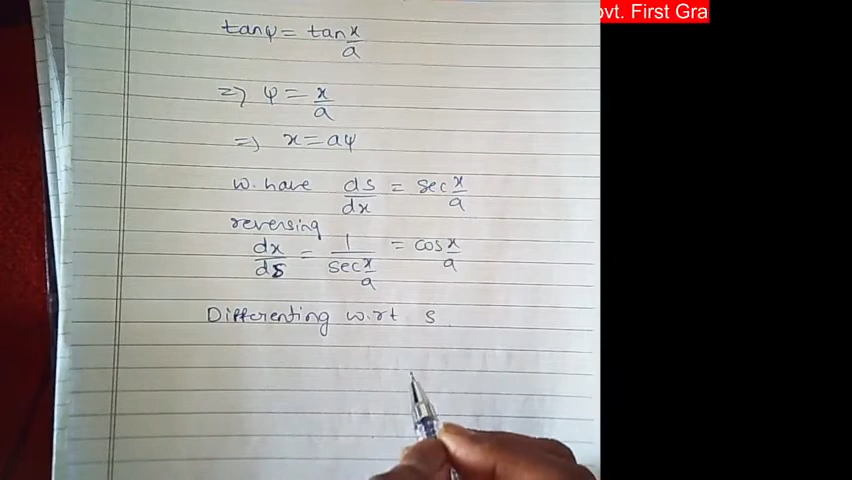 ovt. First Gra
tanψ = tan x/a
=> ψ = x/a
=> x = aψ
w. have ds/dx = sec x/a
reversing
dx/ds = 1/sec x/a = cos x/a
Differenting w.r.t s